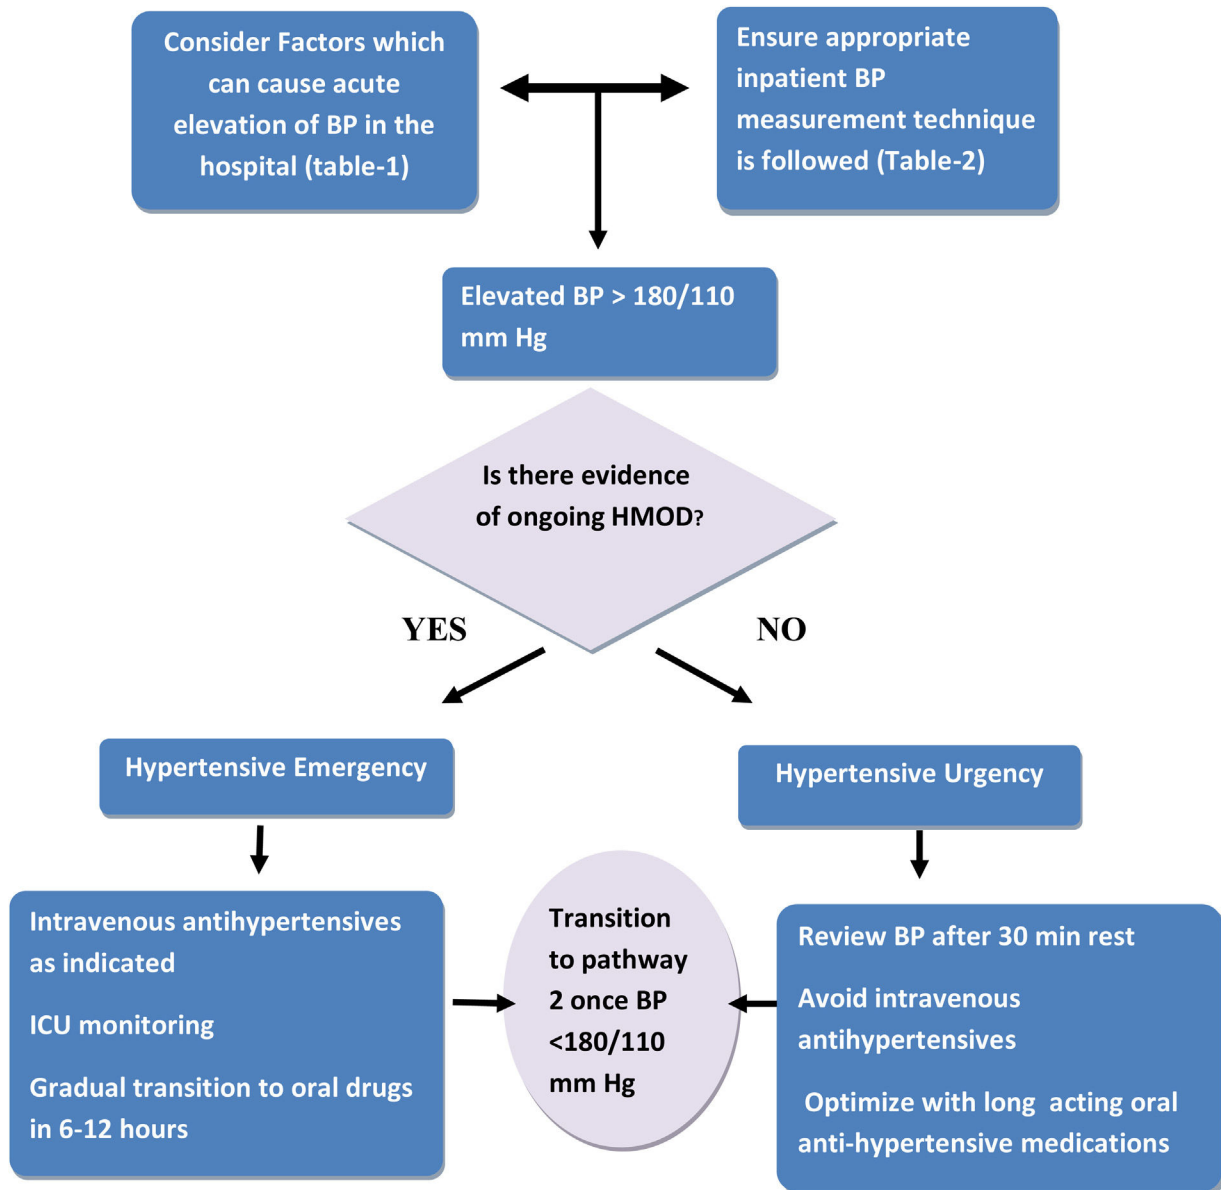 Consider Factors which
can cause acute
elevation of BP in the
hospital (table-1)
Ensure appropriate
inpatient BP
measurement technique
is followed (Table-2)
Elevated BP > 180/110
mm Hg
Is there evidence
of ongoing HMOD?
YES
NO
Hypertensive Emergency
Hypertensive Urgency
Intravenous antihypertensives
as indicated
ICU monitoring
Gradual transition to oral drugs
in 6-12 hours
Transition
to pathway
2 once BP
<180/110
mm Hg
Review BP after 30 min rest
Avoid intravenous
antihypertensives
Optimize with long acting oral
anti-hypertensive medications